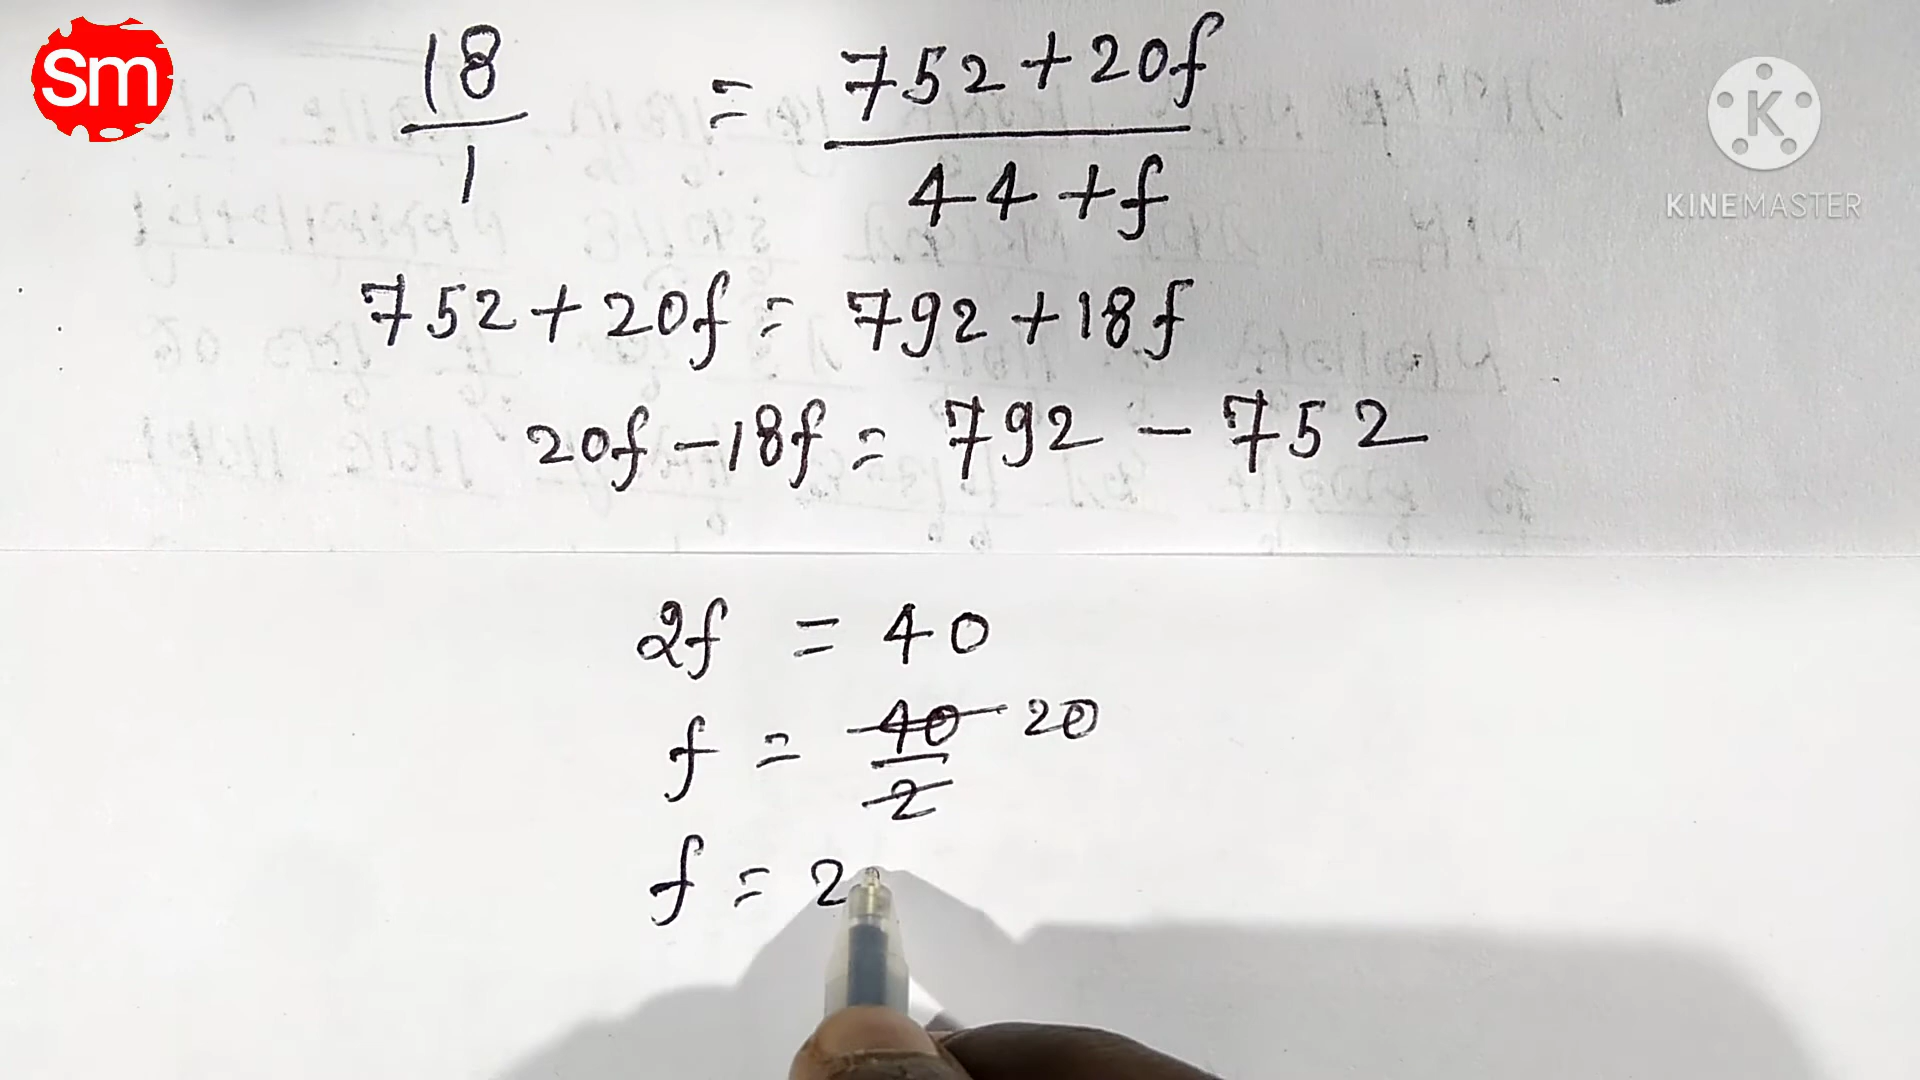 Sm
18/1 = (752+20f)/(44+f)
KINEMASTER
752+20f = 792+18f
20f-18f = 792 - 752
2f = 40
f = 40/2 20
f = 2